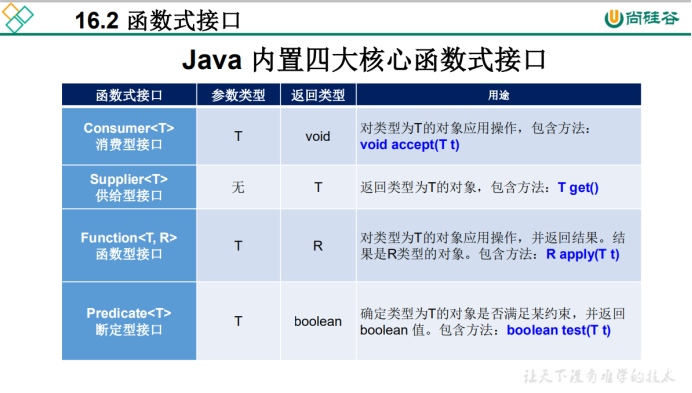 16.2 函数式接口
尚硅谷
Java 内置四大核心函数式接口
函数式接口 参数类型 返回类型 用途
Consumer<T>
消费型接口
T
void
对类型为T的对象应用操作，包含方法：
void accept(T t)
Supplier<T>
供给型接口
无
T
返回类型为T的对象，包含方法：T get()
Function<T, R>
函数型接口
T
R
对类型为T的对象应用操作，并返回结果。结
果是R类型的对象。包含方法：R apply(T t)
Predicate<T>
断定型接口
T
boolean
确定类型为T的对象是否满足某约束，并返回
boolean 值。包含方法：boolean test(T t)
让天下没有难学的技术